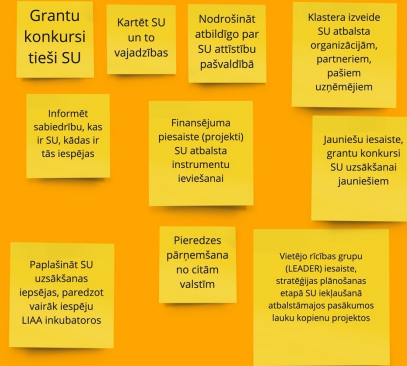 Grantu
konkursi
tieši SU
Kartēt SU
un to
vajadzības
Nodrošināt
atbildīgo par
SU attīstību
pašvaldībā
Klastera izveide
SU atbalsta
organizācijām,
partneriem,
pašiem
uzņēmējiem
Informēt
sabiedrību, kas
ir SU, kādas ir
tās iespējas
Finansējuma
piesaiste (projekti)
SU atbalsta
instrumentu
ieviešanai
Jauniešu iesaiste,
grantu konkursi
SU uzsākšanai
jauniešiem
Paplašināt SU
uzsākšanas
iepsējas, paredzot
vairāk iespēju
LIAA inkubatoros
Pieredzes
pārņemšana
no citām
valstīm
Vietējo rīcības grupu
(LEADER) iesaiste,
stratēģijas plānošanas
etapā SU iekļaušanā
atbalstāmajos pasākumos
lauku kopienu projektos